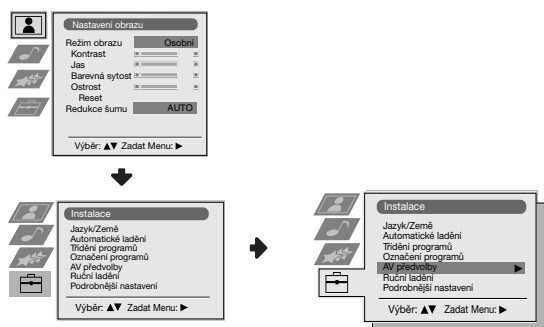 Nastavení obrazu
Režim obrazu Osobní
Kontrast
Jas
Barevná sytost
Ostrost
Reset
Redukce šumu AUTO
Výběr: ▲▼ Zadat Menu: ▶
Instalace
Jazyk/Země
Automatické ladění
Třídění programů
Označení programů
AV předvolby
Ruční ladění
Podrobnější nastavení
Výběr: ▲▼ Zadat Menu: ▶
Instalace
Jazyk/Země
Automatické ladění
Třídění programů
Označení programů
AV předvolby ▶
Ruční ladění
Podrobnější nastavení
Výběr: ▲▼ Zadat Menu: ▶